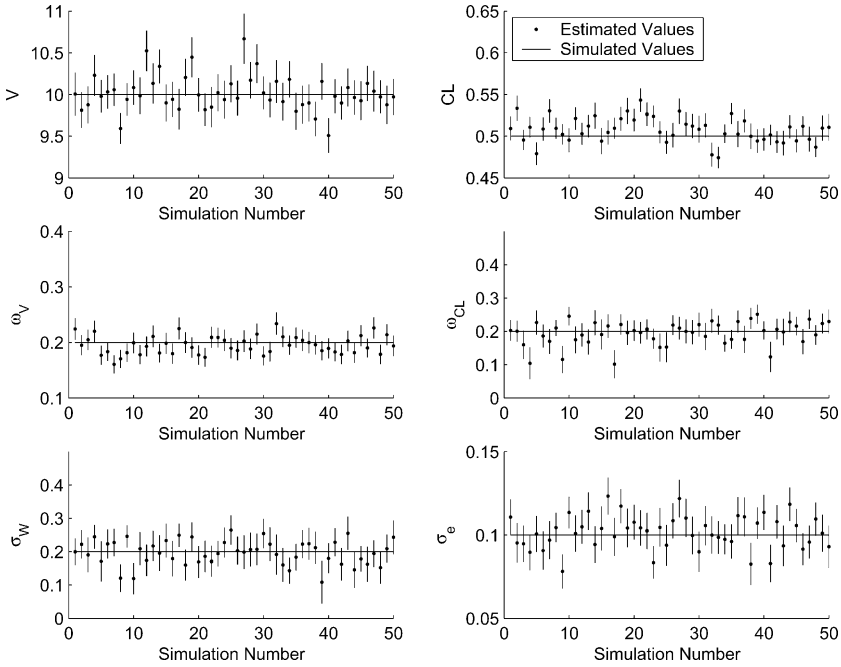 11
10.5
10
9.5
9
V
0 10 20 30 40 50
Simulation Number
0.65
0.6
0.55
0.5
0.45
CL
Estimated Values
Simulated Values
0 10 20 30 40 50
Simulation Number
0.4
0.3
0.2
0.1
ωV
0 10 20 30 40 50
Simulation Number
0.4
0.3
0.2
0.1
0
ωCL
0 10 20 30 40 50
Simulation Number
0.4
0.3
0.2
0.1
0
σW
0 10 20 30 40 50
Simulation Number
0.15
0.1
0.05
σe
0 10 20 30 40 50
Simulation Number